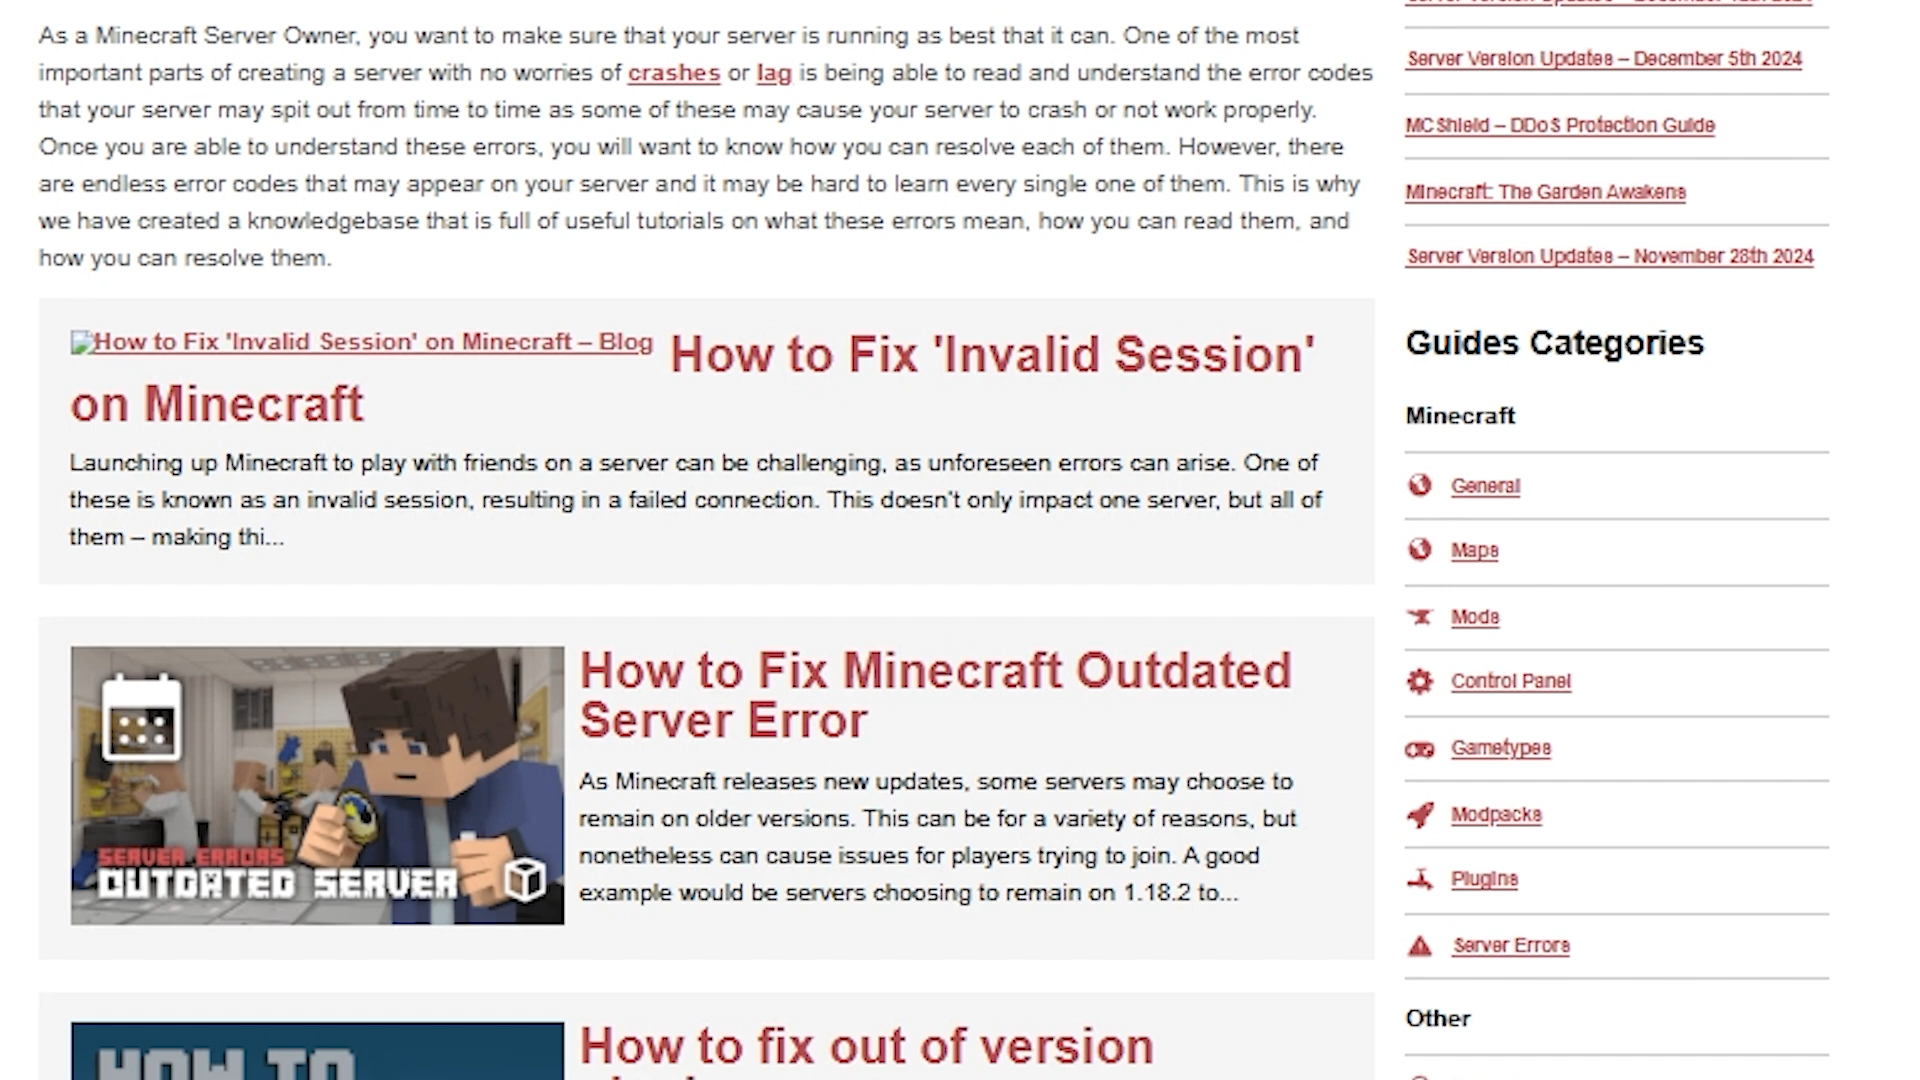 As a Minecraft Server Owner, you want to make sure that your server is running as best that it can. One of the most
important parts of creating a server with no worries of crashes or lag is being able to read and understand the error codes
that your server may spit out from time to time as some of these may cause your server to crash or not work properly.
Once you are able to understand these errors, you will want to know how you can resolve each of them. However, there
are endless error codes that may appear on your server and it may be hard to learn every single one of them. This is why
we have created a knowledgebase that is full of useful tutorials on what these errors mean, how you can read them, and
how you can resolve them.
How to Fix 'Invalid Session' on Minecraft – Blog
How to Fix 'Invalid Session'
on Minecraft
Launching up Minecraft to play with friends on a server can be challenging, as unforeseen errors can arise. One of
these is known as an invalid session, resulting in a failed connection. This doesn't only impact one server, but all of
them – making thi...
SERVER ERRORS
OUTDATED SERVER
How to Fix Minecraft Outdated
Server Error
As Minecraft releases new updates, some servers may choose to
remain on older versions. This can be for a variety of reasons, but
nonetheless can cause issues for players trying to join. A good
example would be servers choosing to remain on 1.18.2 to...
HOW TO
How to fix out of version
Server Version Updates – December 5th 2024
MCShield – DDoS Protection Guide
Minecraft: The Garden Awakens
Server Version Updates – November 28th 2024
Guides Categories
Minecraft
General
Maps
Mods
Control Panel
Gametypes
Modpacks
Plugins
Server Errors
Other